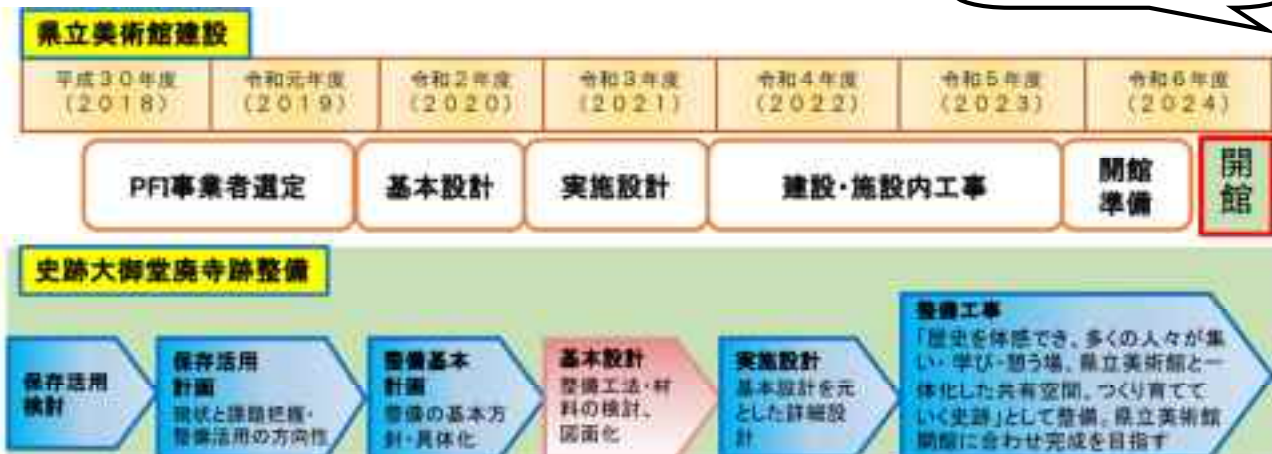 県立美術館建設
平成30年度
(2018)
令和元年度
(2019)
令和2年度
(2020)
令和3年度
(2021)
令和4年度
(2022)
令和5年度
(2023)
令和6年度
(2024)
PFI事業者選定
基本設計
実施設計
建設・施設内工事
開館
準備
開
館
史跡大御堂廃寺跡整備
保存活用
検討
保存活用
計画
現状と課題把握・
整備活用の方向性
整備基本
計画
整備の基本方
針・具体化
基本設計
整備工法・材
料の検討、
図面化
実施設計
基本設計を元
とした詳細設
計
整備工事
「歴史を体感でき、多くの人々が集
い・学び・憩う場、県立美術館と一
体化した共有空間、つくり育てて
いく史跡」として整備。県立美術館
開館に合わせ完成を目指す